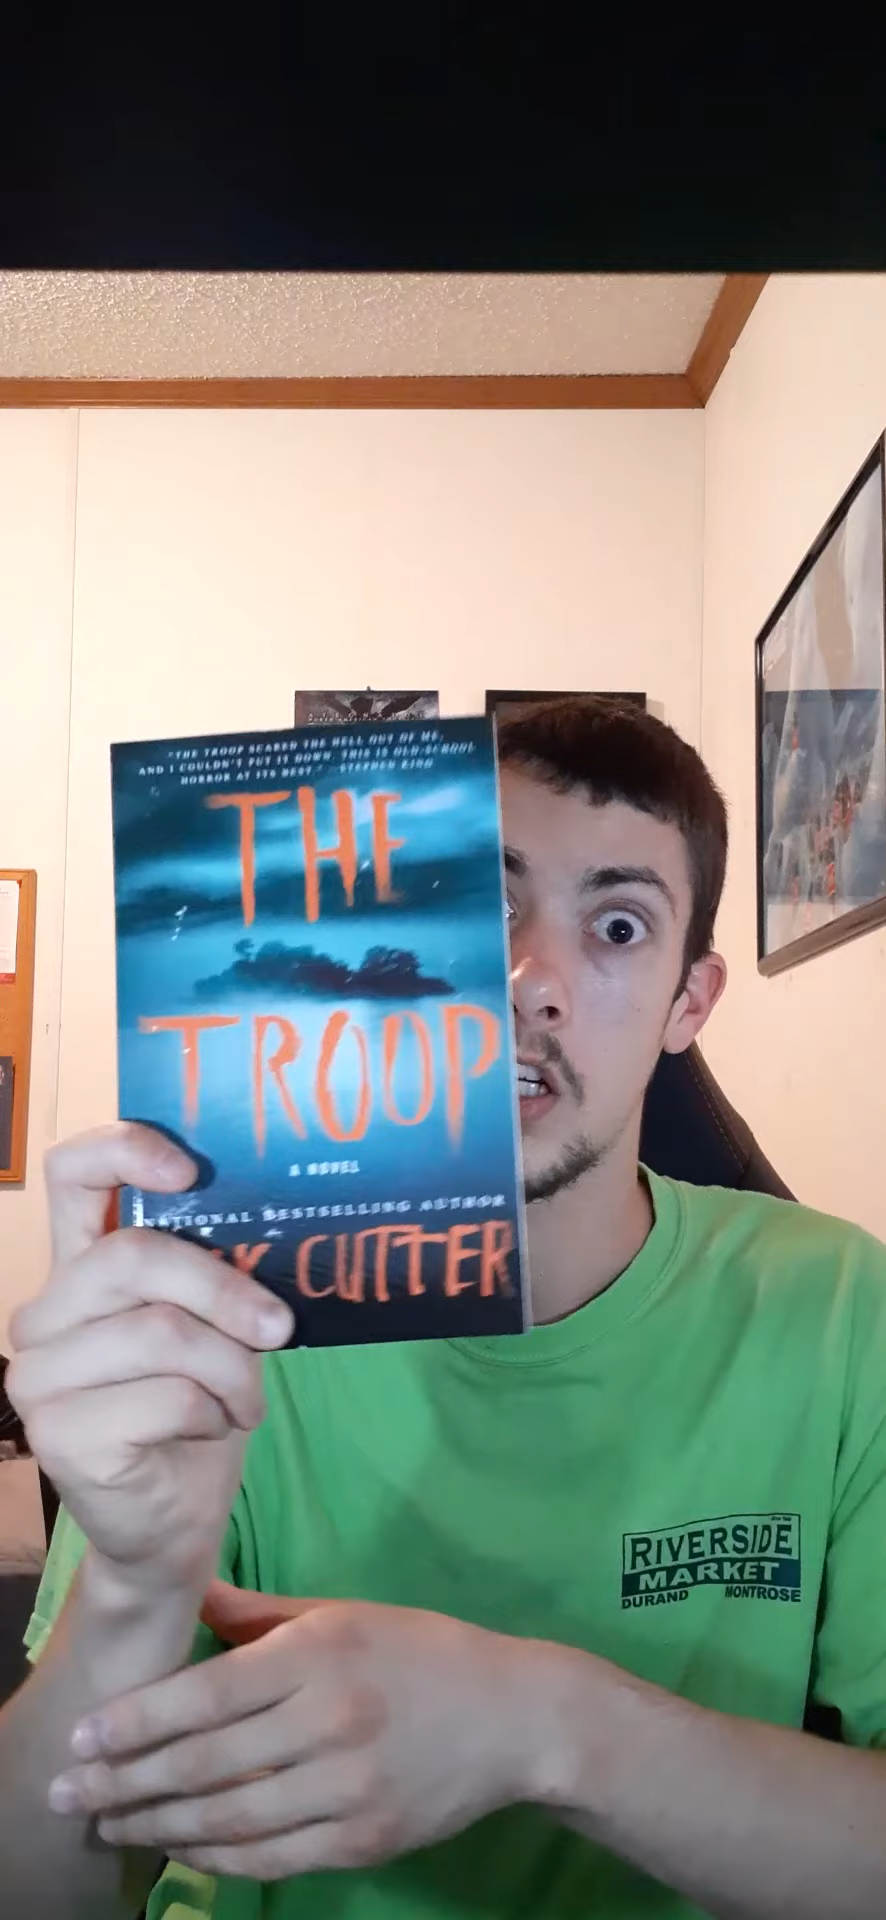 "THE TROOP SCARED THE HELL OUT OF ME,
AND I COULDN'T PUT IT DOWN. THIS IS OLD-SCHOOL
HORROR AT ITS BEST." —STEPHEN KING
THE
TROOP
A NOVEL
NATIONAL BESTSELLING AUTHOR
CUTTER
RIVERSIDE
MARKET
DURAND MONTROSE